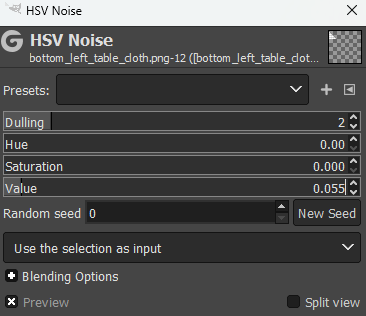 HSV Noise
HSV Noise
bottom_left_table_cloth.png-12 ([bottom_left_table_clot...
Presets:
Dulling 2
Hue 0.00
Saturation 0.000
Value 0.055
Random seed 0 New Seed
Use the selection as input
Blending Options
Preview Split view